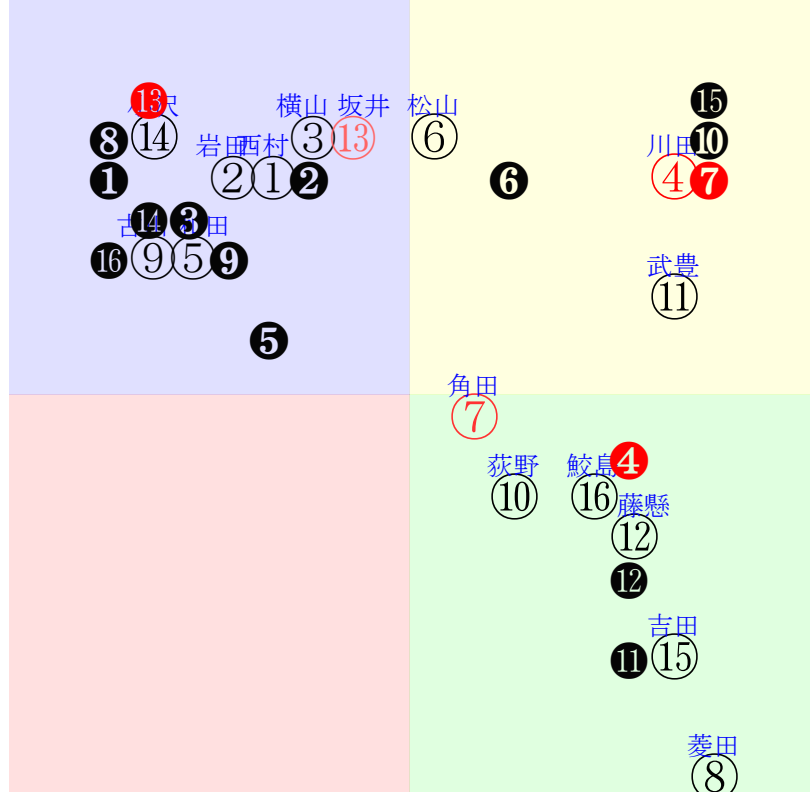 ⓭ ⓯
横山 坂井 松山
❽ ⑭ ③ ⑬ ⑥ ❿
岩田 西村 川田
❶ ② ① ❷ ❻ ④ ❼
⓮ ❸
⓰ ⑨ ⑤ ❾
武豊
⑪
❺
角田
⑦
荻野 鮫島 ❹
⑩ ⑯
藤懸
⑫
⓬
吉田
⓫ ⑮
菱田
⑧